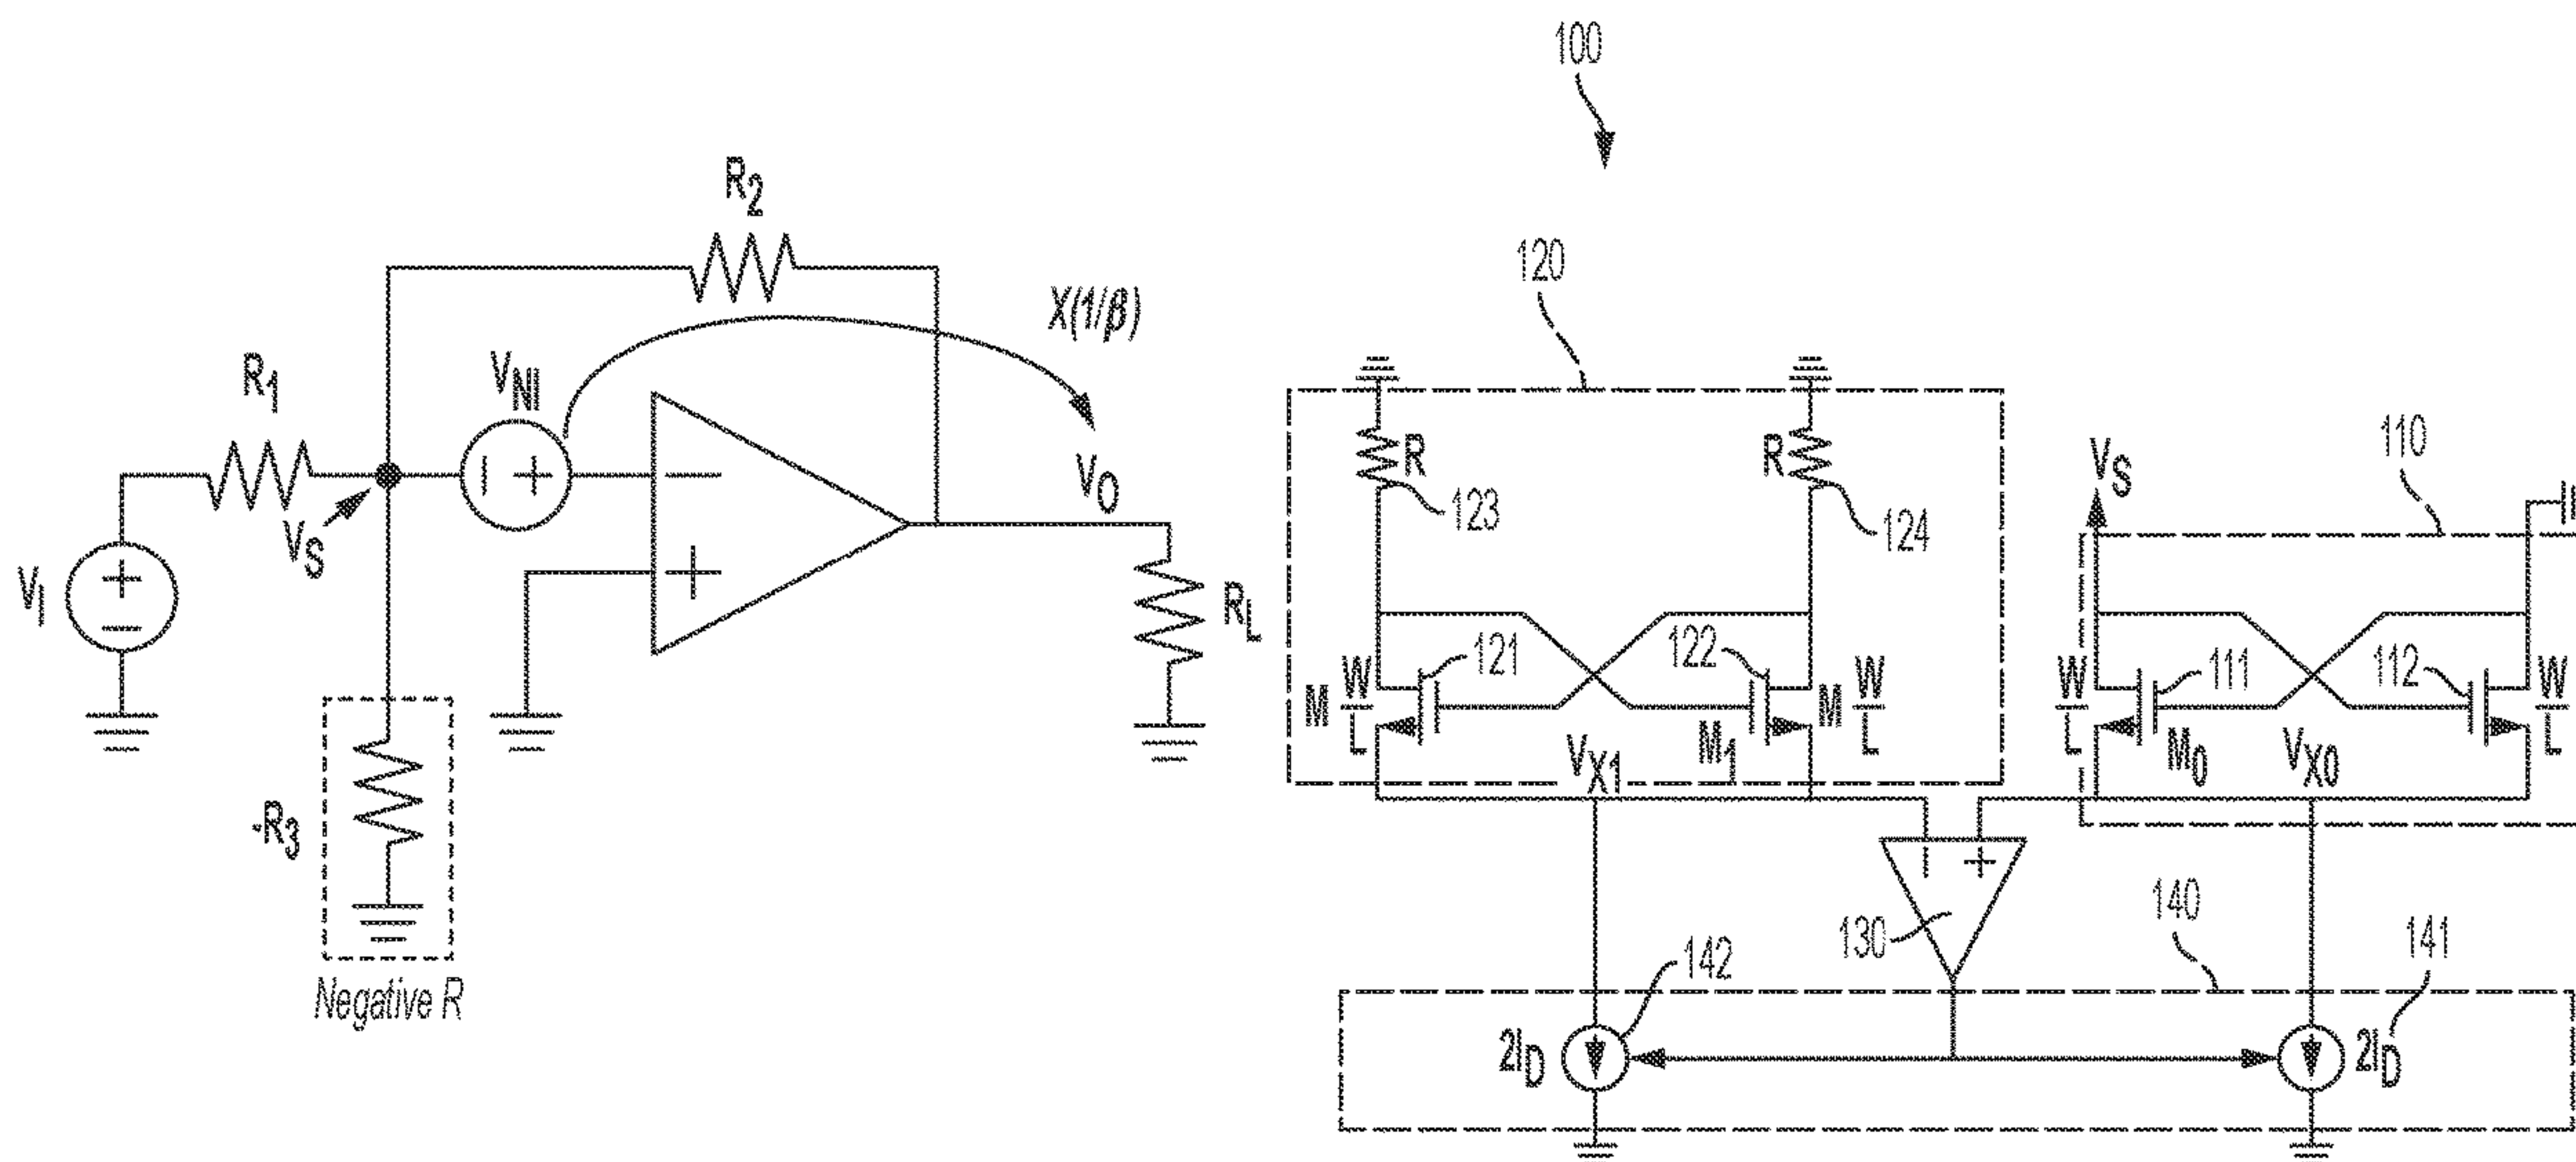 100
R2
120
X(1/β)
R1
VNI
110
VS
R
R
VO
123
124
VS
VI
RL
121
122
111
112
M W/L
M W/L
W/L
W/L
VX1
M1
M0
VX0
-R3
130
140
141
142
Negative R
2ID
2ID